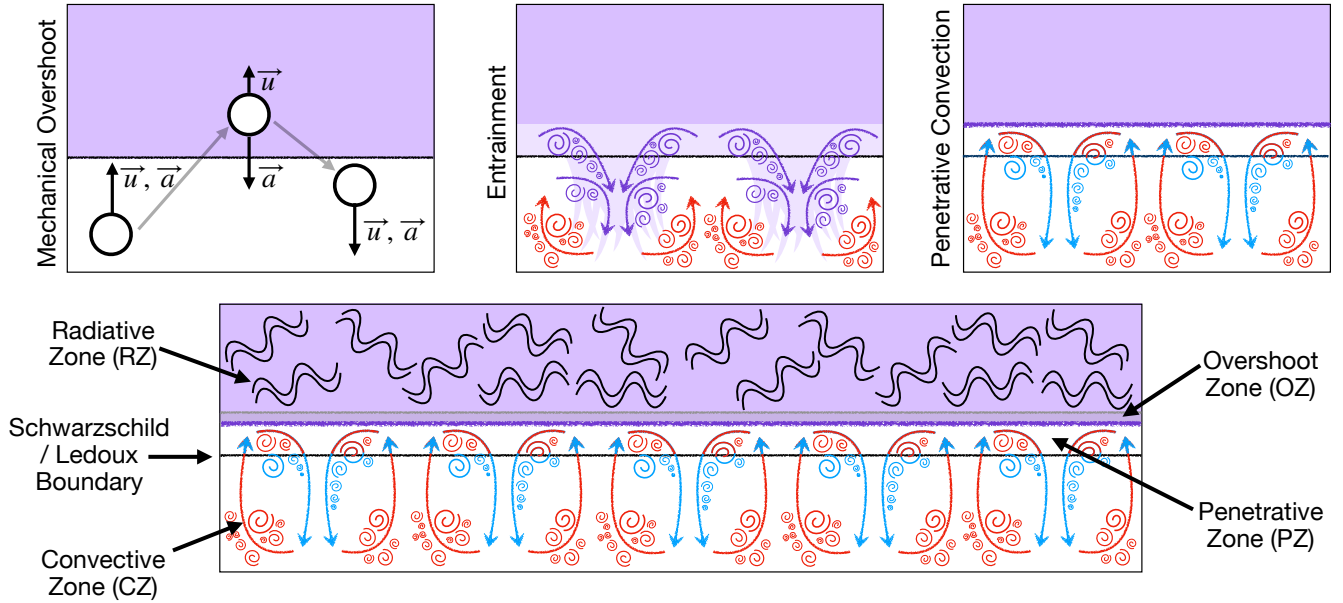 Mechanical Overshoot
u⃗
u⃗, a⃗
a⃗
u⃗, a⃗
Entrainment
Penetrative Convection
Radiative
Zone (RZ)
Overshoot
Zone (OZ)
Schwarzschild
/ Ledoux
Boundary
Penetrative
Zone (PZ)
Convective
Zone (CZ)